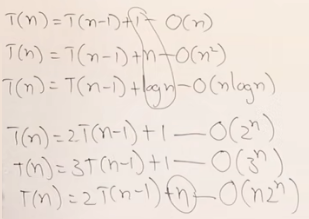 T(n)=T(n-1)+1 - O(n)
T(n)=T(n-1)+n-O(n²)
T(n)=T(n-1)+logn-O(nlogn)
T(n)=2T(n-1)+1 — O(2ⁿ)
T(n)=3T(n-1)+1 — O(3ⁿ)
T(n)=2T(n-1)+n — O(n2ⁿ)